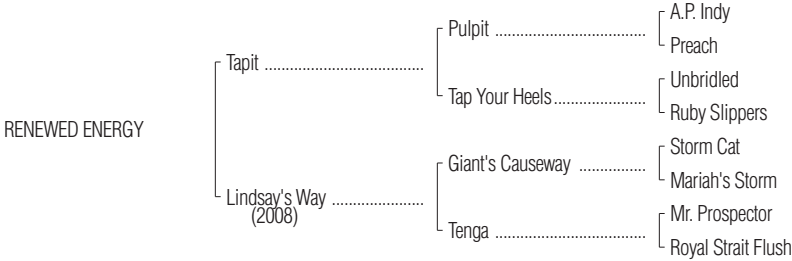 A.P. Indy
Pulpit ....................................
Preach
Tapit ......................................
Unbridled
Tap Your Heels......................
Ruby Slippers
RENEWED ENERGY
Storm Cat
Giant's Causeway ................
Mariah's Storm
Lindsay's Way ......................
(2008)
Mr. Prospector
Tenga ....................................
Royal Strait Flush